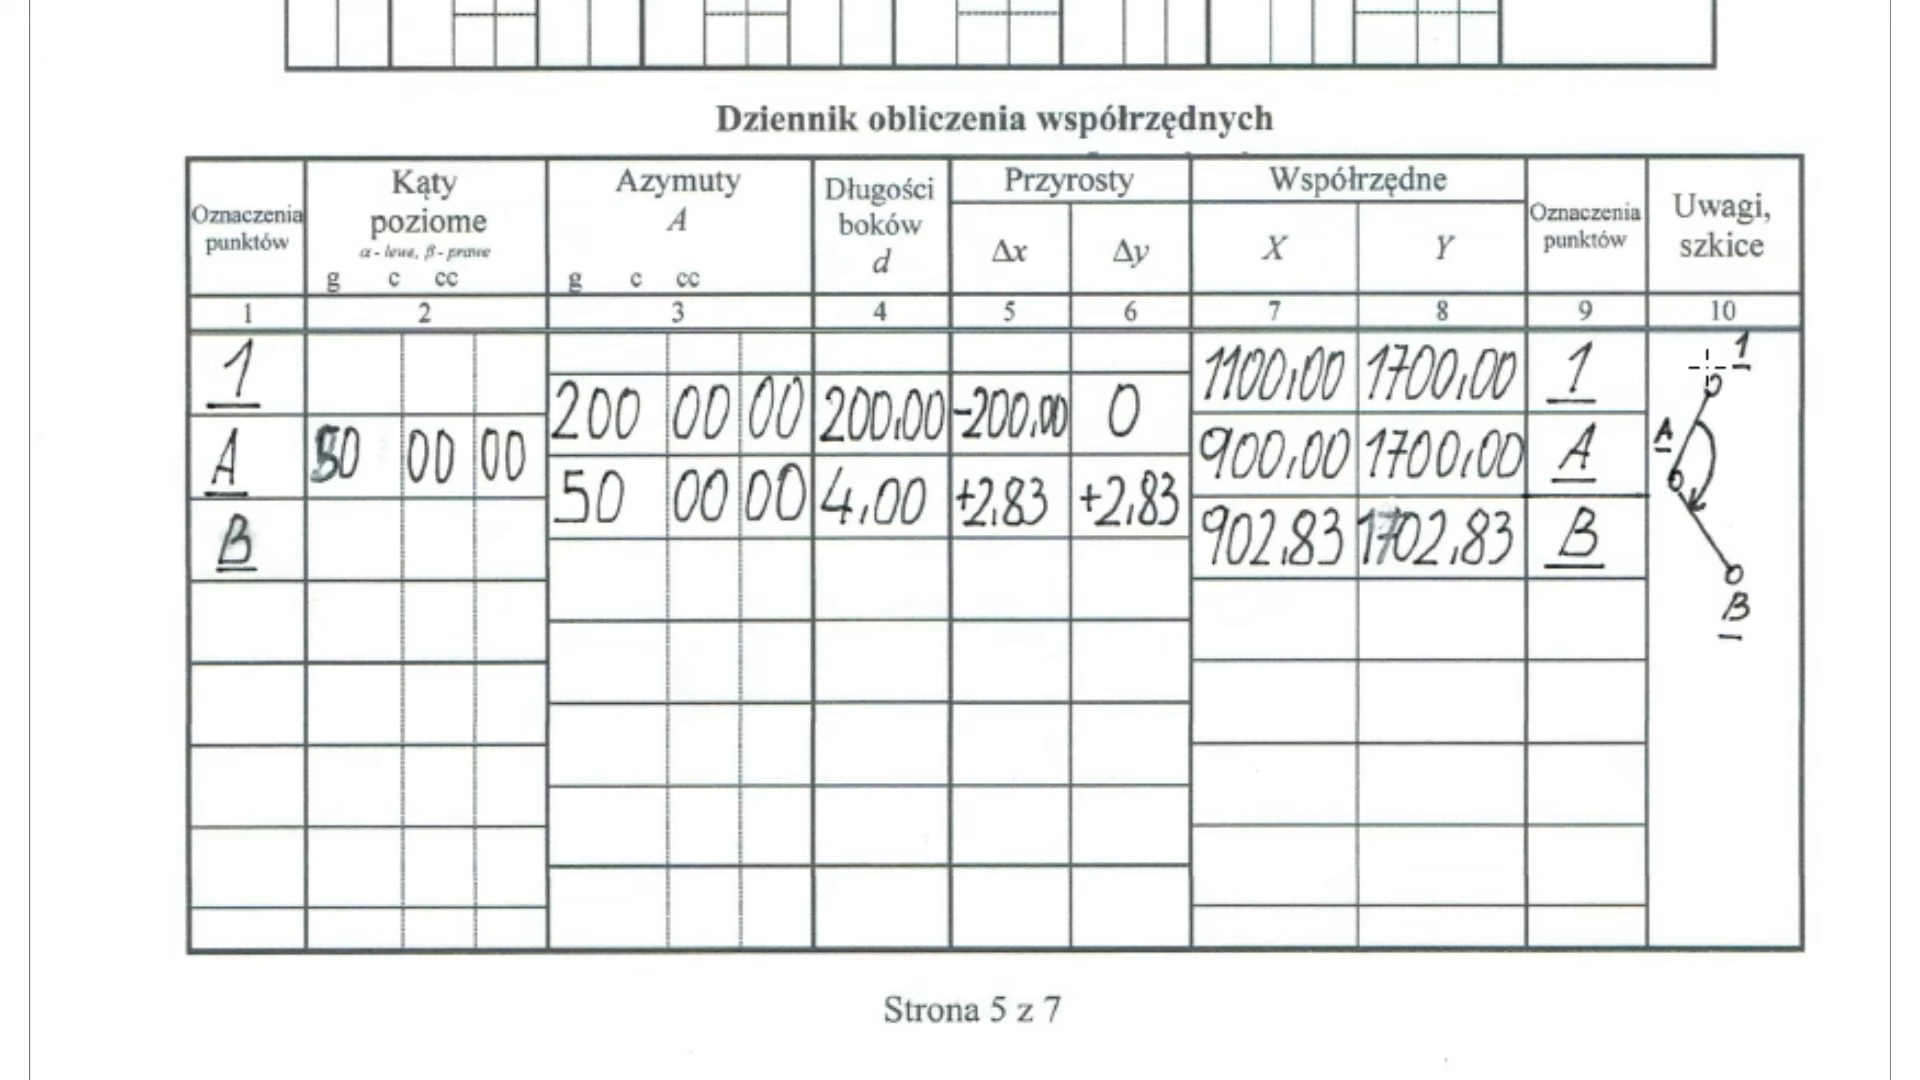 Dziennik obliczenia współrzędnych
Oznaczenia punktów
Kąty poziome
α - lewe, β - prawe
g c cc
Azymuty
A
g c cc
Długości boków
d
Przyrosty
Δx Δy
Współrzędne
X Y
Oznaczenia punktów
Uwagi, szkice
1 2 3 4 5 6 7 8 9 10
1 1100,00 1700,00 1
200 00 00 200,00 -200,00 0
A 50 00 00 900,00 1700,00 A
50 00 00 4,00 +2,83 +2,83
B 902,83 1702,83 B
1
A
B
Strona 5 z 7